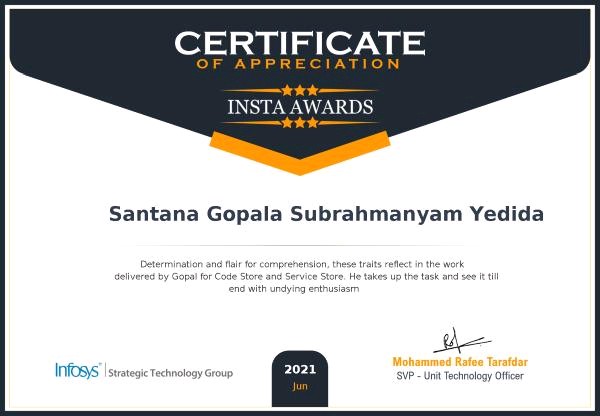 CERTIFICATE
OF APPRECIATION
INSTA AWARDS
Santana Gopala Subrahmanyam Yedida
Determination and flair for comprehension, these traits reflect in the work
delivered by Gopal for Code Store and Service Store. He takes up the task and see it till
end with undying enthusiasm
Mohammed Rafee Tarafdar
SVP - Unit Technology Officer
Infosys® | Strategic Technology Group
2021
Jun